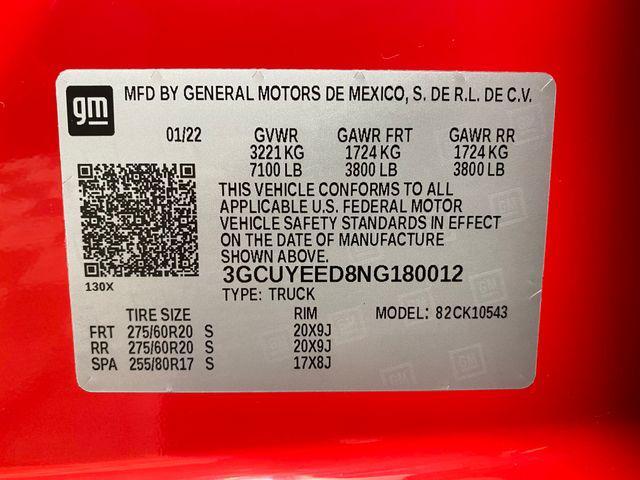 gm
MFD BY GENERAL MOTORS DE MEXICO, S. DE R.L. DE C.V.
01/22 GVWR GAWR FRT GAWR RR
3221 KG 1724 KG 1724 KG
7100 LB 3800 LB 3800 LB
THIS VEHICLE CONFORMS TO ALL
APPLICABLE U.S. FEDERAL MOTOR
VEHICLE SAFETY STANDARDS IN EFFECT
ON THE DATE OF MANUFACTURE
SHOWN ABOVE.
130X
3GCUYEED8NG180012
TYPE: TRUCK
TIRE SIZE RIM MODEL: 82CK10543
FRT 275/60R20 S 20X9J
RR 275/60R20 S 20X9J
SPA 255/80R17 S 17X8J